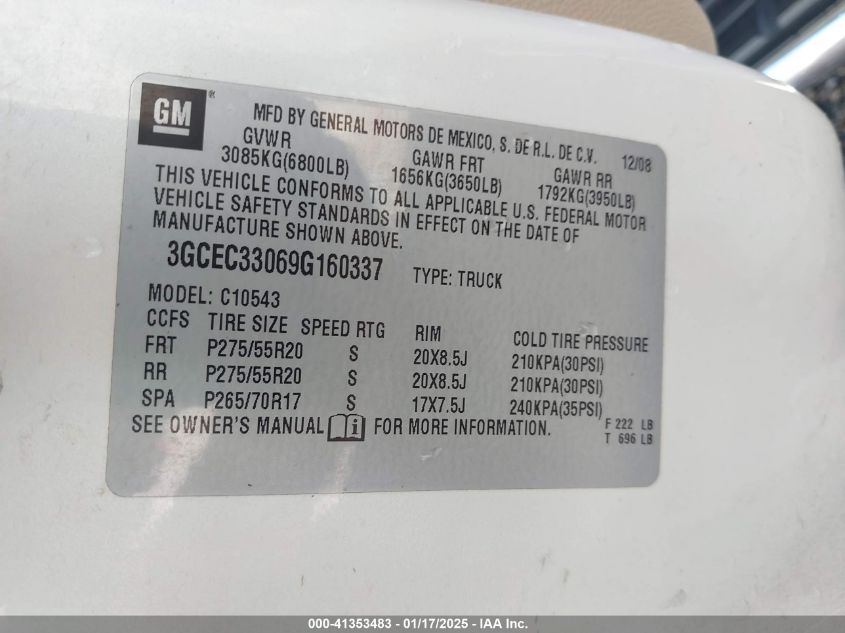 GM ®
MFD BY GENERAL MOTORS DE MEXICO, S. DE R.L. DE C.V. 12/08
GVWR GAWR FRT GAWR RR
3085KG(6800LB) 1656KG(3650LB) 1792KG(3950LB)
THIS VEHICLE CONFORMS TO ALL APPLICABLE U.S. FEDERAL MOTOR
VEHICLE SAFETY STANDARDS IN EFFECT ON THE DATE OF
MANUFACTURE SHOWN ABOVE.
3GCEC33069G160337 TYPE: TRUCK
MODEL: C10543
CCFS TIRE SIZE SPEED RTG RIM COLD TIRE PRESSURE
FRT P275/55R20 S 20X8.5J 210KPA(30PSI)
RR P275/55R20 S 20X8.5J 210KPA(30PSI)
SPA P265/70R17 S 17X7.5J 240KPA(35PSI)
SEE OWNER'S MANUAL i FOR MORE INFORMATION.
F 222 LB
T 696 LB
000-41353483 - 01/17/2025 - IAA Inc.